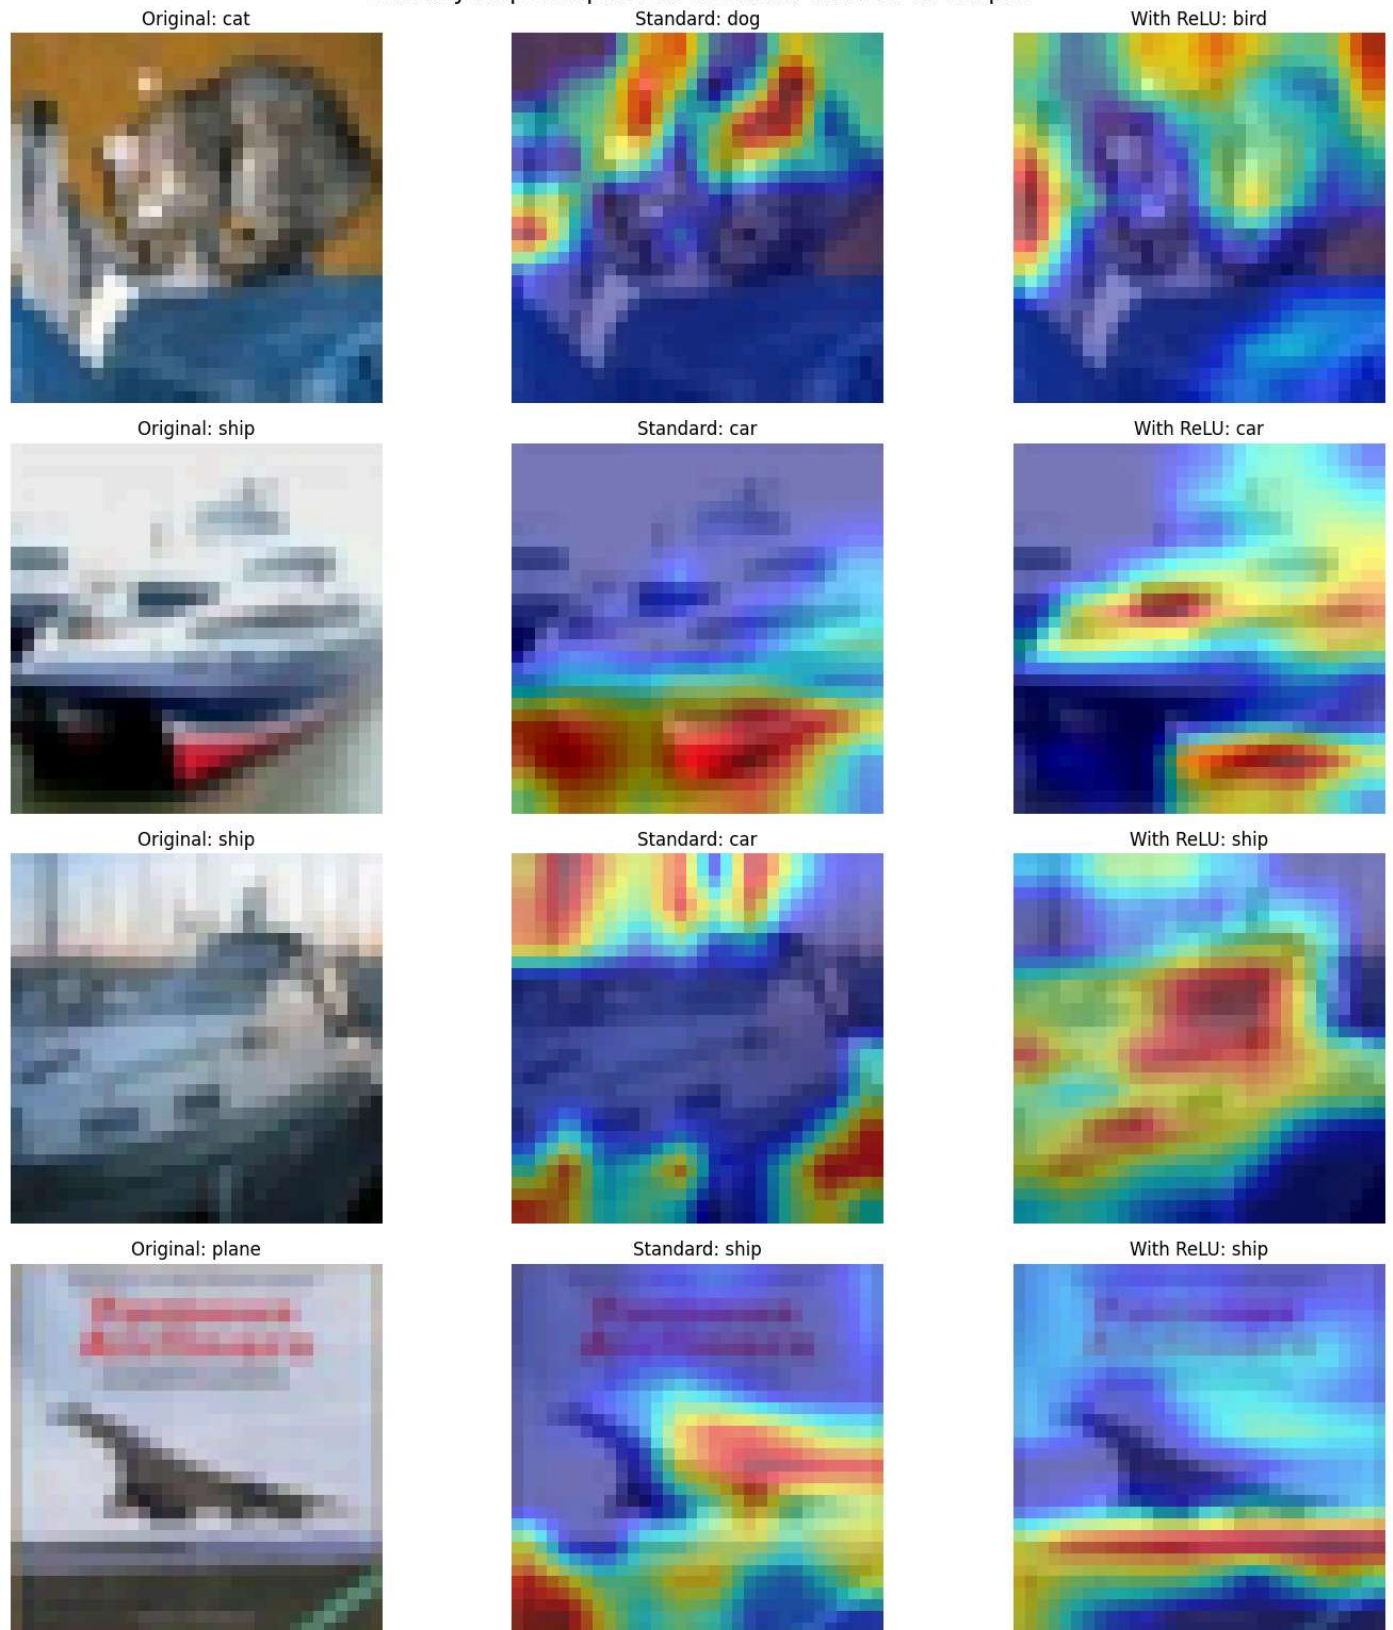 Original: cat
Standard: dog
With ReLU: bird
Original: ship
Standard: car
With ReLU: car
Original: ship
Standard: car
With ReLU: ship
Original: plane
Standard: ship
With ReLU: ship